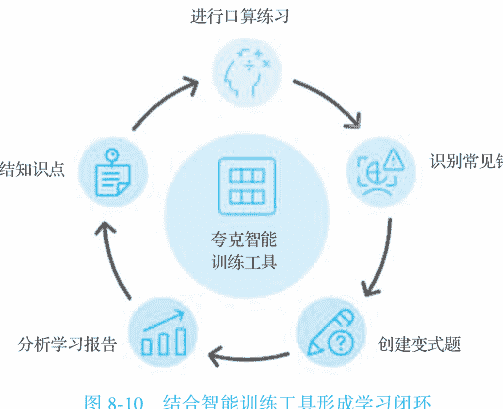 进行口算练习
识别常见错
创建变式题
分析学习报告
结知识点
夸克智能
训练工具
图 8-10 结合智能训练工具形成学习闭环